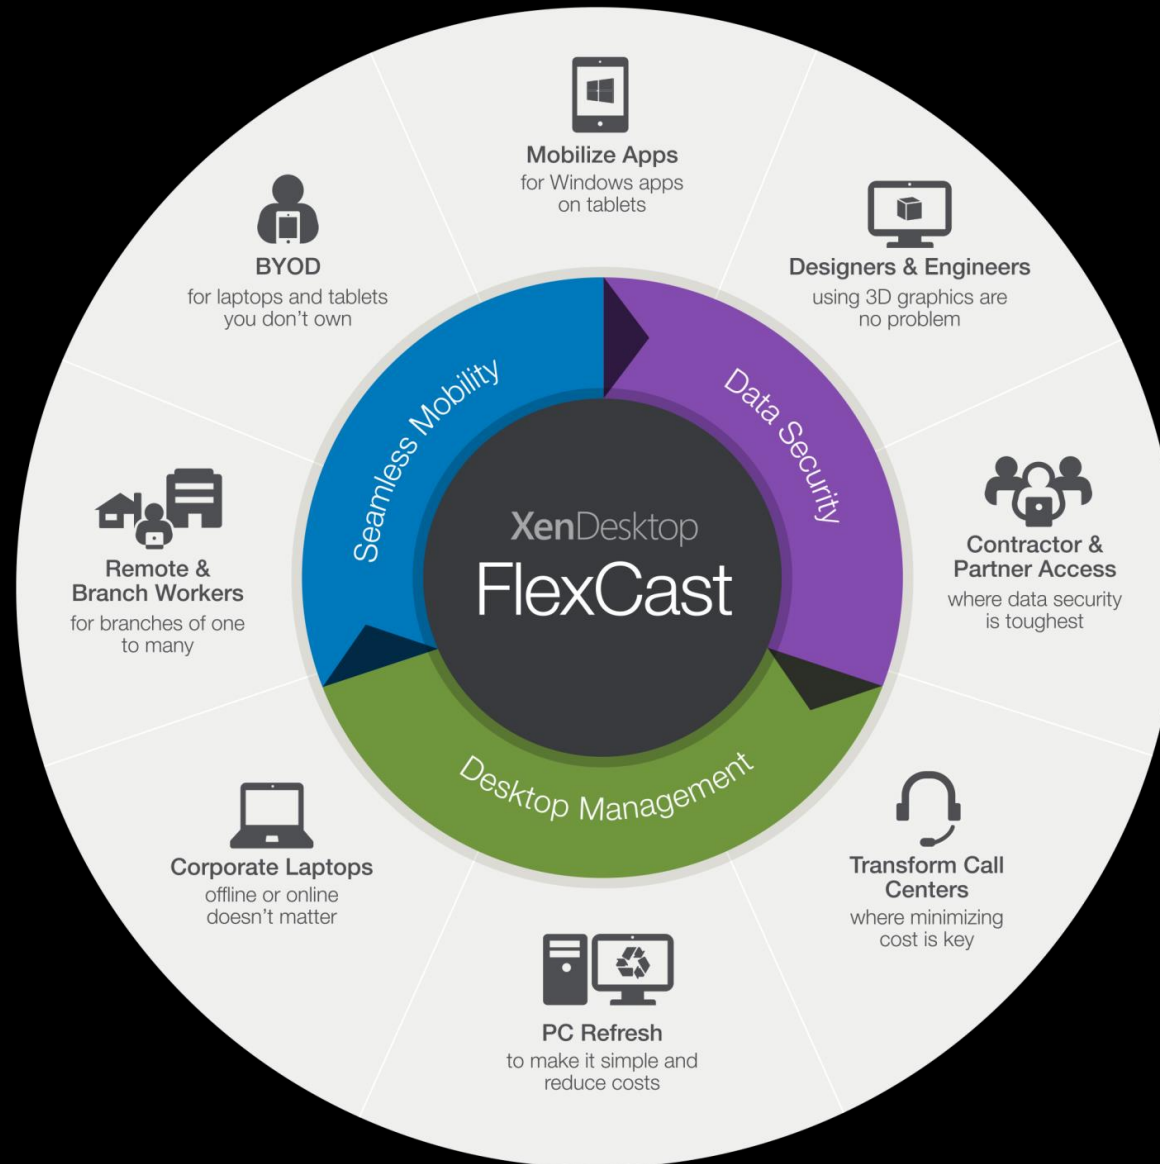 Mobilize Apps
for Windows apps
on tablets
Designers & Engineers
using 3D graphics are
no problem
Contractor &
Partner Access
where data security
is toughest
Transform Call
Centers
where minimizing
cost is key
PC Refresh
to make it simple and
reduce costs
Corporate Laptops
offline or online
doesn't matter
Remote &
Branch Workers
for branches of one
to many
BYOD
for laptops and tablets
you don't own
Seamless Mobility
Data Security
Desktop Management
XenDesktop
FlexCast